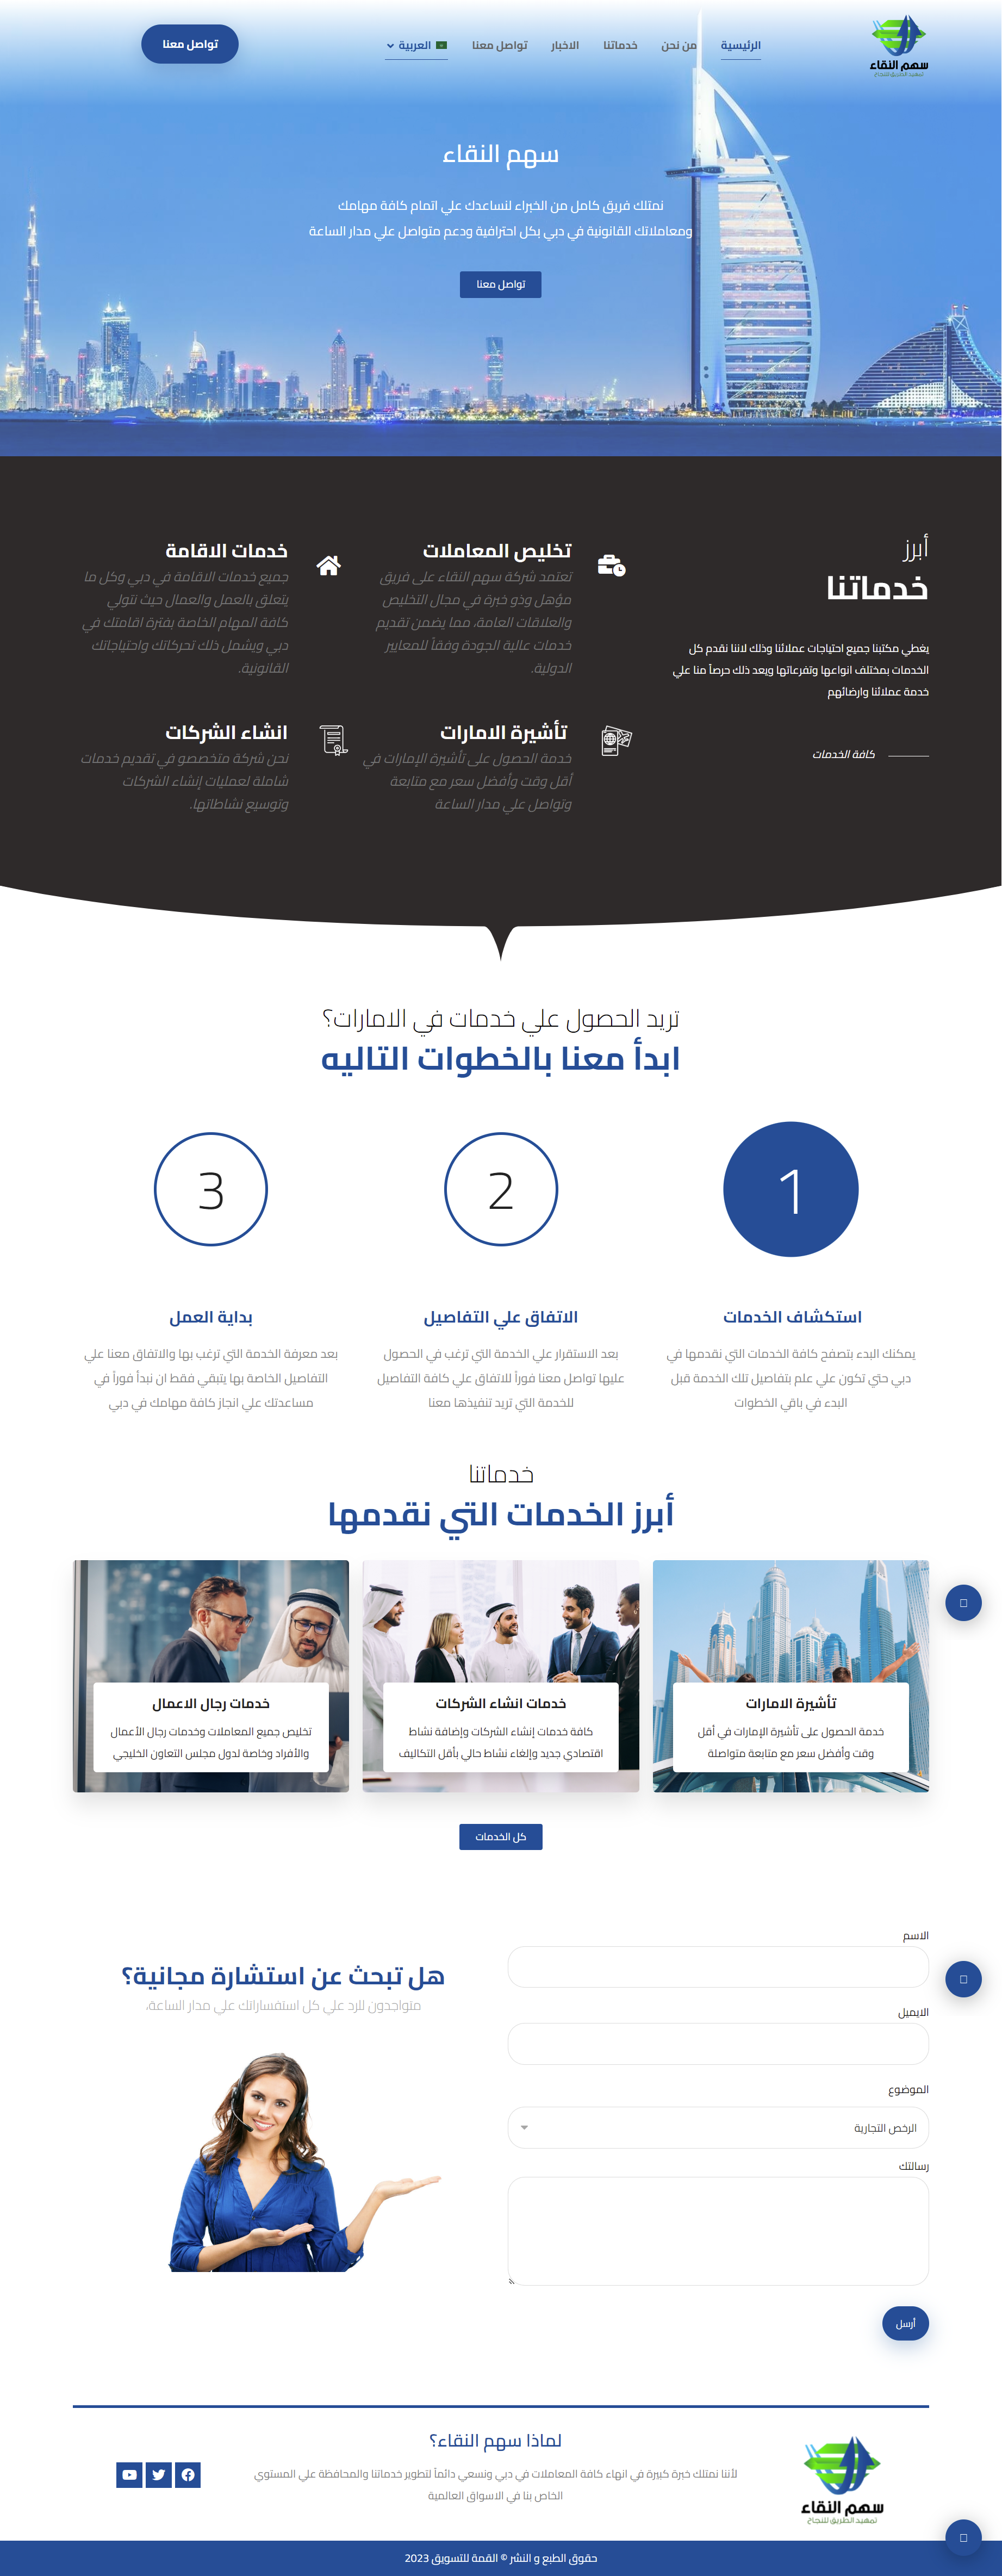 سهم النقاء
تمهيد الطريق للنجاح
الرئيسية
من نحن
خدماتنا
الاخبار
تواصل معنا
العربية
تواصل معنا
سهم النقاء
نمتلك فريق كامل من الخبراء لنساعدك علي اتمام كافة مهامك
ومعاملاتك القانونية في دبي بكل احترافية ودعم متواصل علي مدار الساعة
تواصل معنا
أبرز
خدماتنا
يغطي مكتبنا جميع احتياجات عملائنا وذلك لاننا نقدم كل
الخدمات بمختلف انواعها وتفرعاتها ويعد ذلك حرصاً منا علي
خدمة عملائنا وارضائهم
كافة الخدمات
تخليص المعاملات
تعتمد شركة سهم النقاء على فريق
مؤهل وذو خبرة في مجال التخليص
والعلاقات العامة، مما يضمن تقديم
خدمات عالية الجودة وفقاً للمعايير
الدولية.
خدمات الاقامة
جميع خدمات الاقامة في دبي وكل ما
يتعلق بالعمل والعمال حيث نتولي
كافة المهام الخاصة بفترة اقامتك في
دبي ويشمل ذلك تحركاتك واحتياجاتك
القانونية.
تأشيرة الامارات
خدمة الحصول على تأشيرة الإمارات في
أقل وقت وأفضل سعر مع متابعة
وتواصل علي مدار الساعة
انشاء الشركات
نحن شركة متخصصو في تقديم خدمات
شاملة لعمليات إنشاء الشركات
وتوسيع نشاطاتها.
تريد الحصول علي خدمات في الامارات؟
ابدأ معنا بالخطوات التاليه
1
2
3
استكشاف الخدمات
يمكنك البدء بتصفح كافة الخدمات التي نقدمها في
دبي حتي تكون علي علم بتفاصيل تلك الخدمة قبل
البدء في باقي الخطوات
الاتفاق علي التفاصيل
بعد الاستقرار علي الخدمة التي ترغب في الحصول
عليها تواصل معنا فوراً للاتفاق علي كافة التفاصيل
للخدمة التي تريد تنفيذها معنا
بداية العمل
بعد معرفة الخدمة التي ترغب بها والاتفاق معنا علي
التفاصيل الخاصة بها يتبقي فقط ان نبدأ فوراً في
مساعدتك علي انجاز كافة مهامك في دبي
خدماتنا
أبرز الخدمات التي نقدمها
تأشيرة الامارات
خدمة الحصول على تأشيرة الإمارات في أقل
وقت وأفضل سعر مع متابعة متواصلة
خدمات انشاء الشركات
كافة خدمات إنشاء الشركات وإضافة نشاط
اقتصادي جديد وإلغاء نشاط حالي بأقل التكاليف
خدمات رجال الاعمال
تخليص جميع المعاملات وخدمات رجال الأعمال
والأفراد وخاصة لدول مجلس التعاون الخليجي
كل الخدمات
الاسم
الايميل
الموضوع
الرخص التجارية
رسالتك
أرسل
هل تبحث عن استشارة مجانية؟
متواجدون للرد علي كل استفساراتك علي مدار الساعة،
سهم النقاء
تمهيد الطريق للنجاح
لماذا سهم النقاء؟
لأننا نمتلك خبرة كبيرة في انهاء كافة المعاملات في دبي ونسعي دائماً لتطوير خدماتنا والمحافظة علي المستوي
الخاص بنا في الاسواق العالمية
حقوق الطبع و النشر © القمة للتسويق 2023